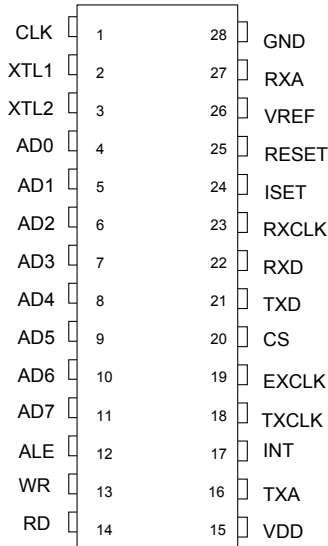 CLK 1 28 GND
XTL1 2 27 RXA
XTL2 3 26 VREF
AD0 4 25 RESET
AD1 5 24 ISET
AD2 6 23 RXCLK
AD3 7 22 RXD
AD4 8 21 TXD
AD5 9 20 CS
AD6 10 19 EXCLK
AD7 11 18 TXCLK
ALE 12 17 INT
WR 13 16 TXA
RD 14 15 VDD